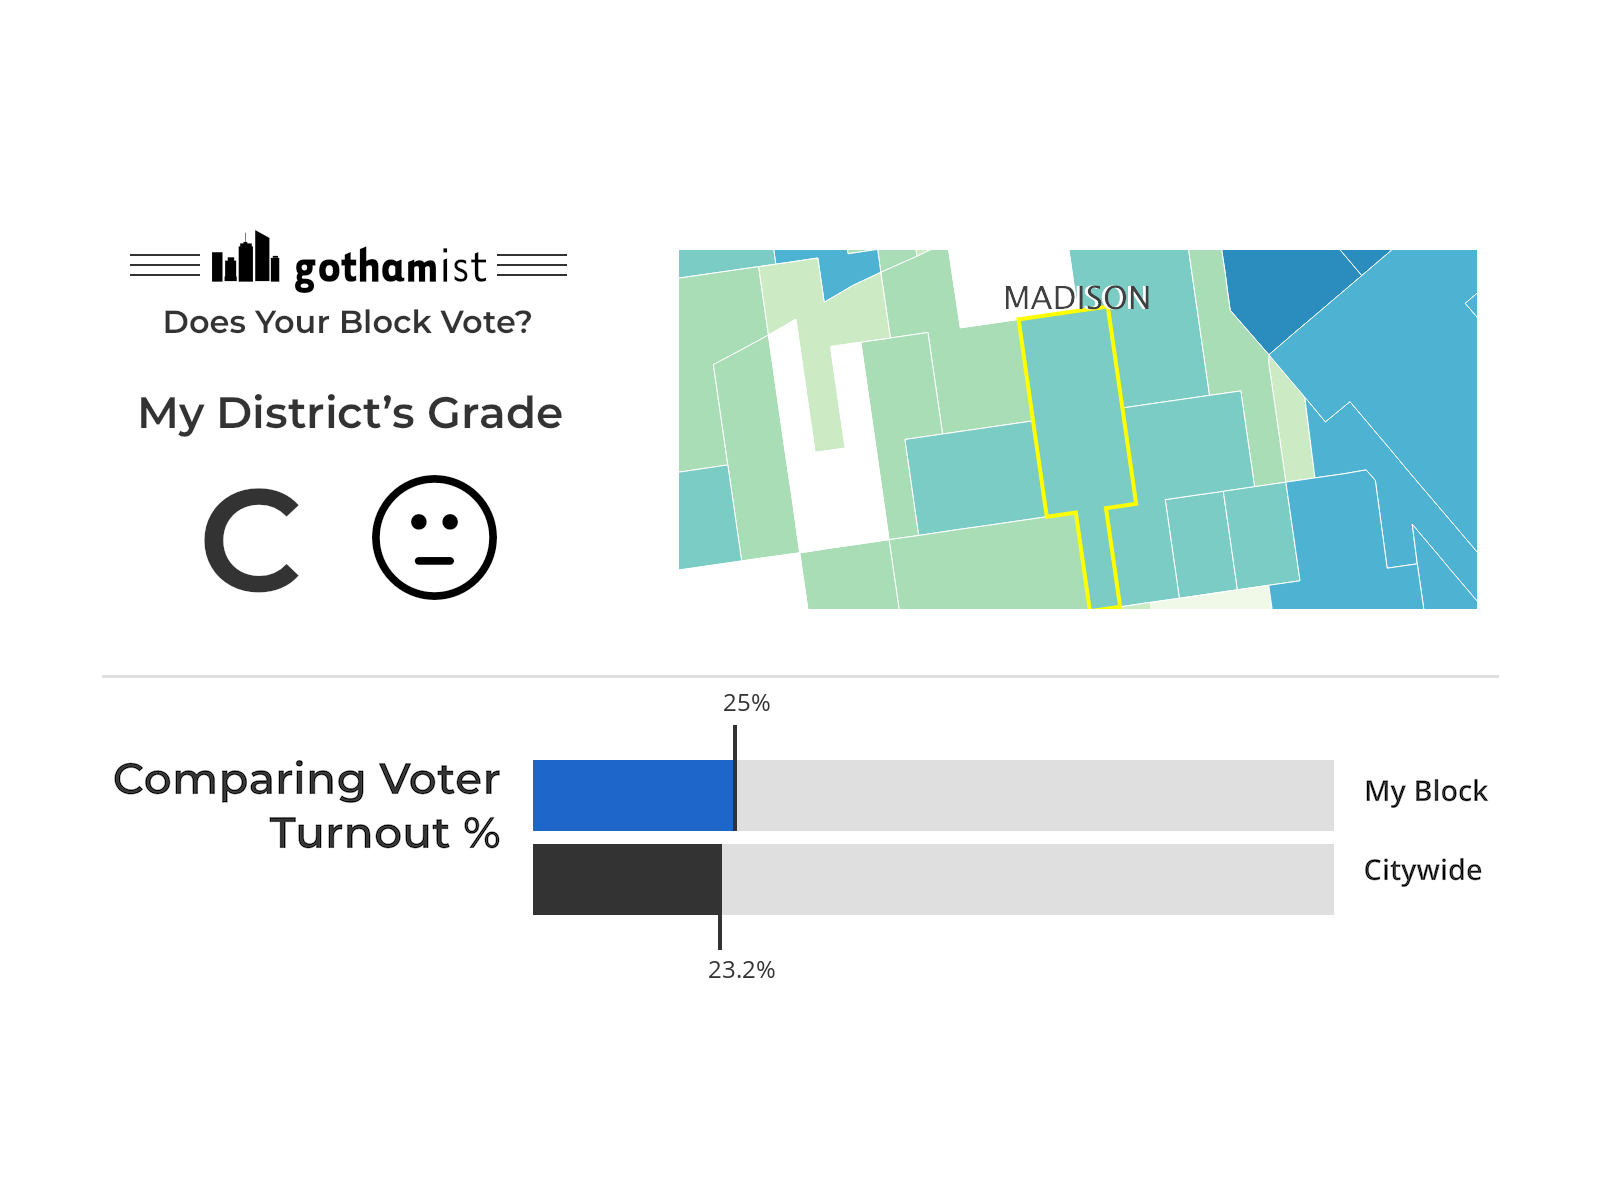 gothamist
Does Your Block Vote?
My District’s Grade
C
MADISON
25%
Comparing Voter
Turnout %
My Block
Citywide
23.2%